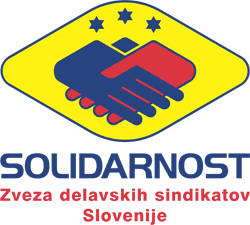 SOLIDARNOST
Zveza delavskih sindikatov
Slovenije